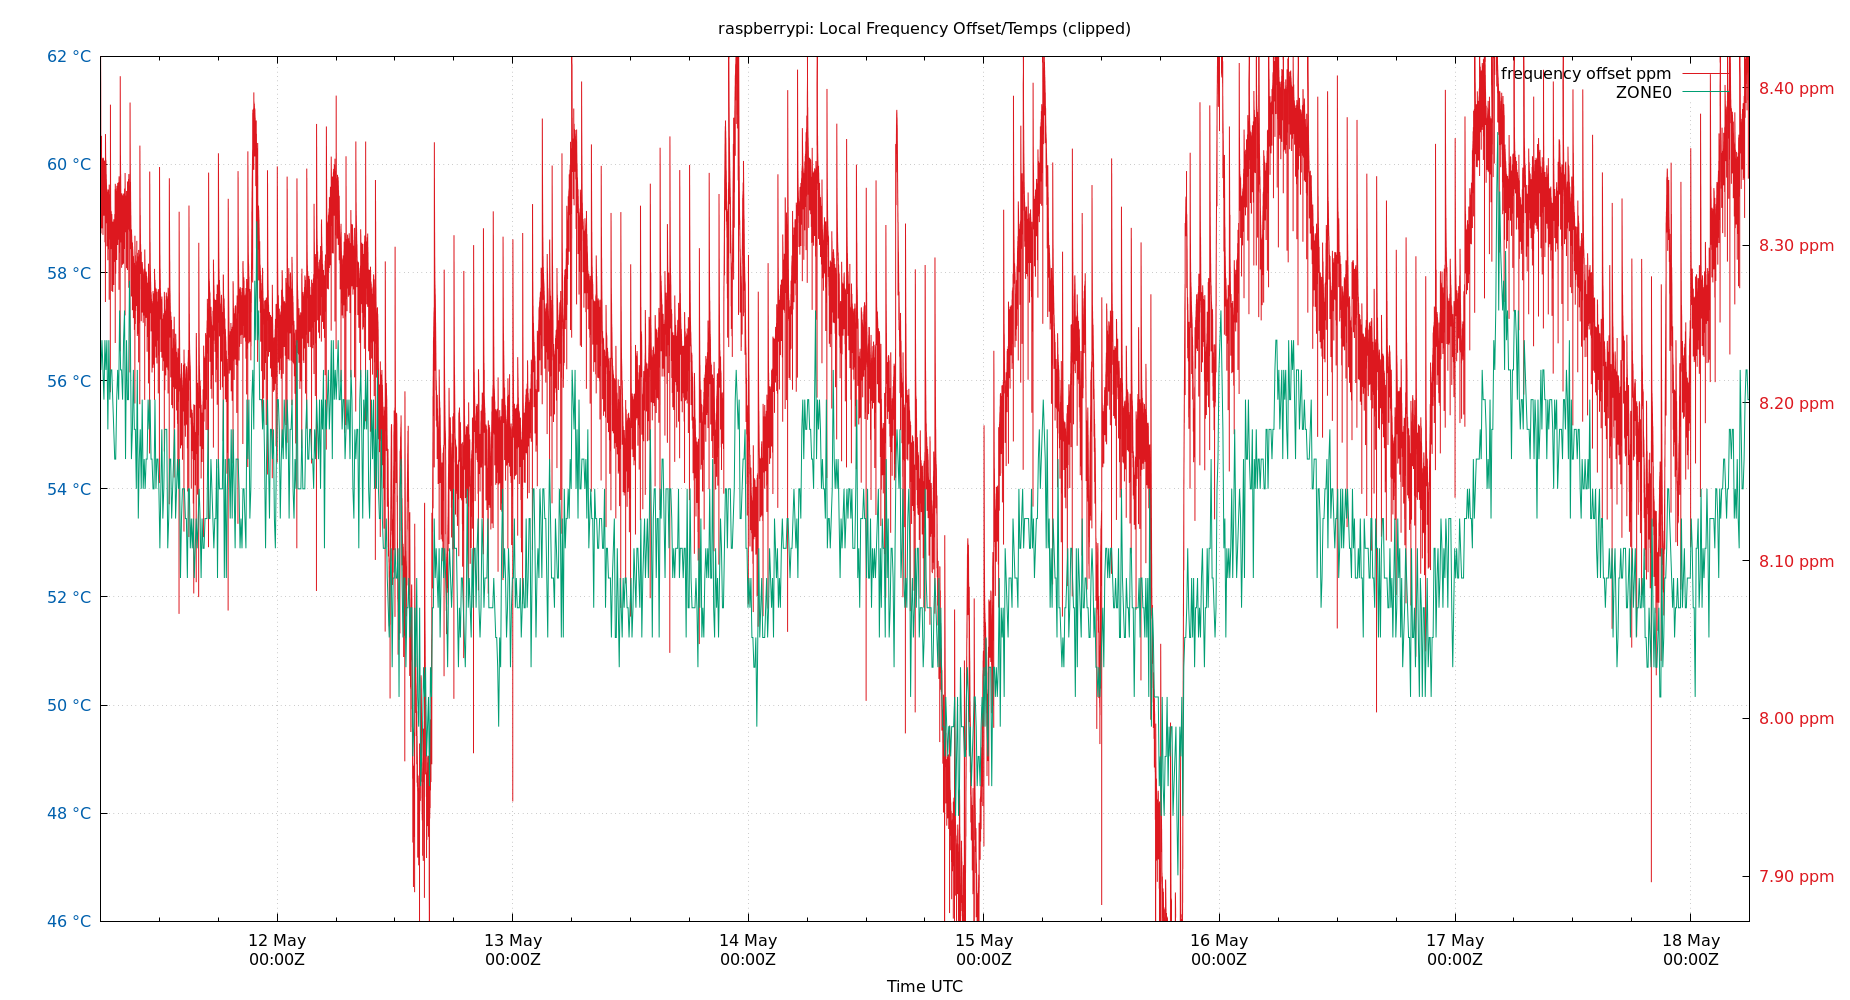 raspberrypi: Local Frequency Offset/Temps (clipped)
62 °C
60 °C
58 °C
56 °C
54 °C
52 °C
50 °C
48 °C
46 °C
frequency offset ppm
ZONE0
8.40 ppm
8.30 ppm
8.20 ppm
8.10 ppm
8.00 ppm
7.90 ppm
12 May
00:00Z
13 May
00:00Z
14 May
00:00Z
15 May
00:00Z
16 May
00:00Z
17 May
00:00Z
18 May
00:00Z
Time UTC